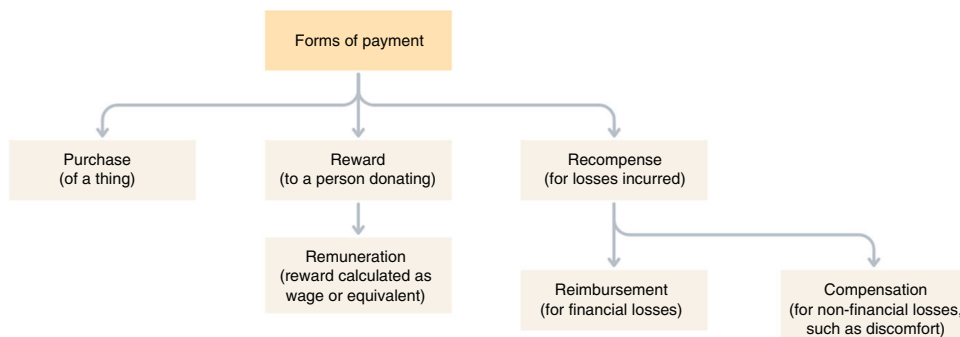 Forms of payment
Purchase
(of a thing)
Reward
(to a person donating)
Recompense
(for losses incurred)
Remuneration
(reward calculated as
wage or equivalent)
Reimbursement
(for financial losses)
Compensation
(for non-financial losses,
such as discomfort)